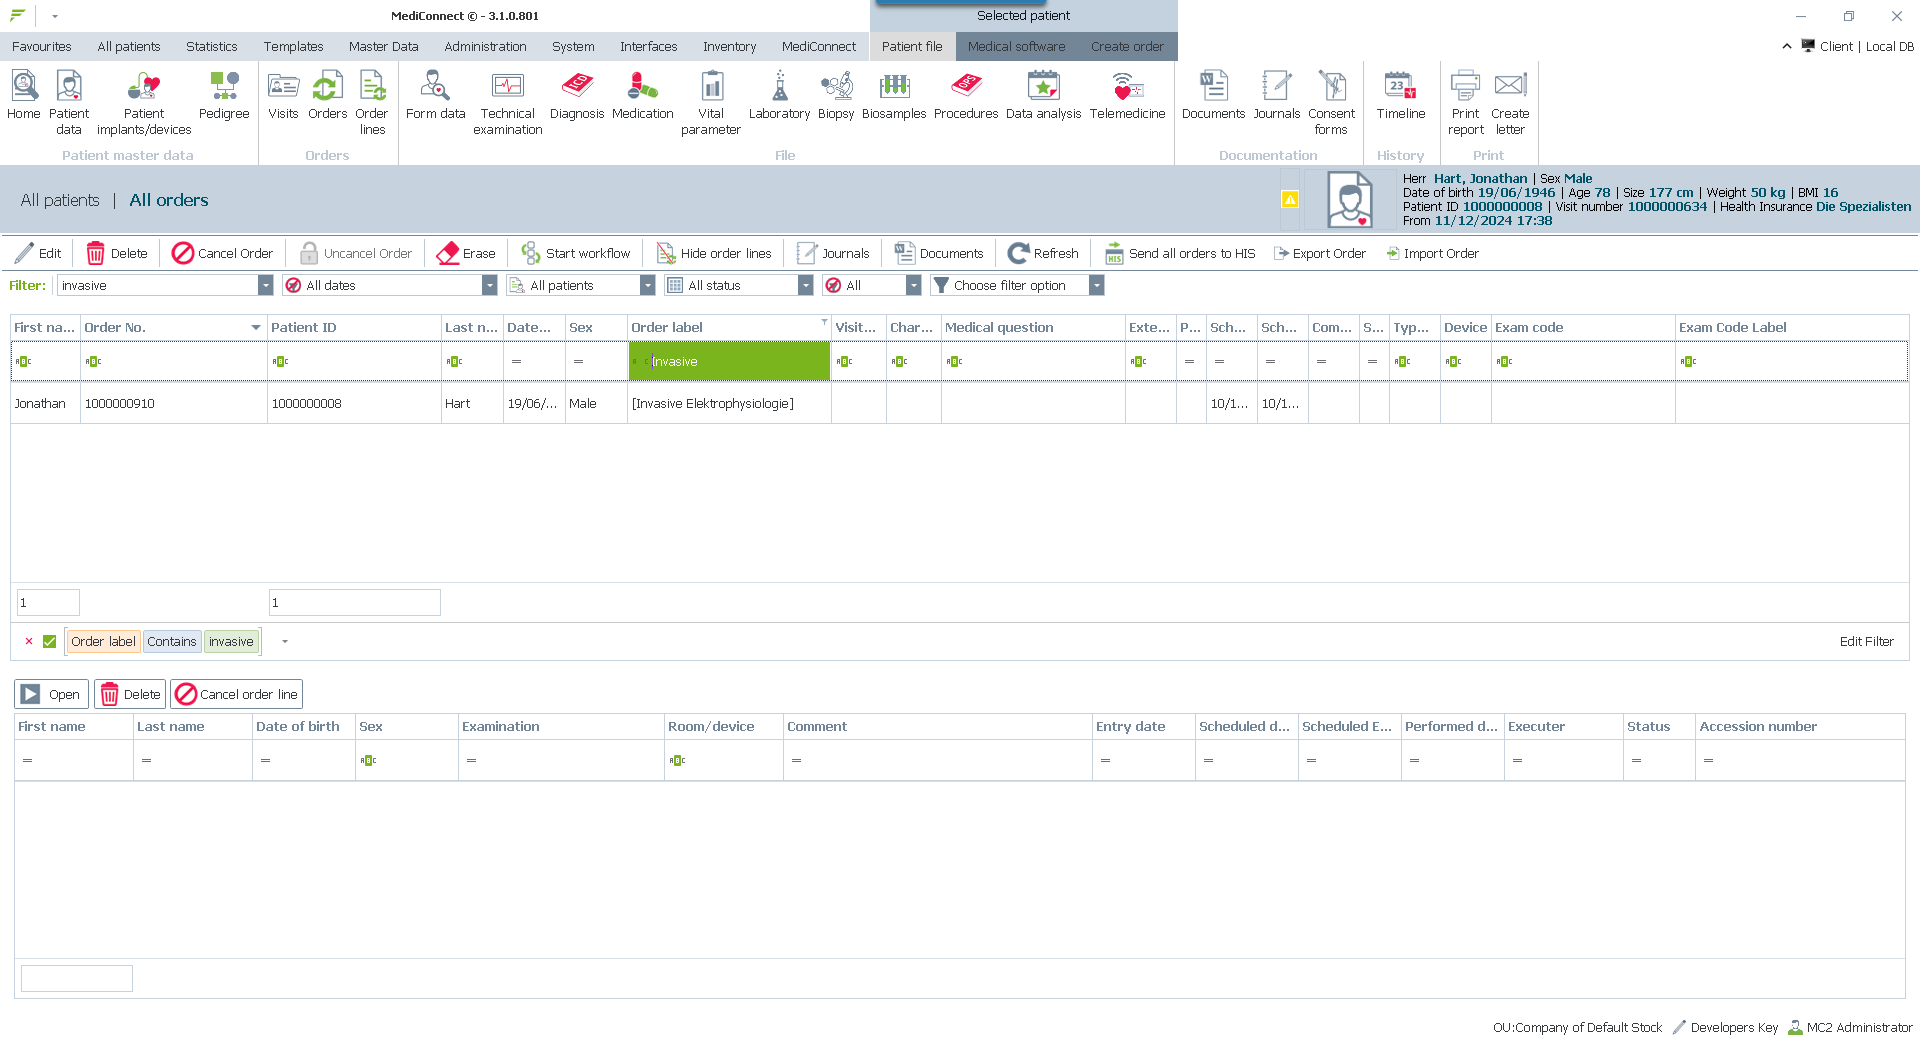 MediConnect © - 3.1.0.801
Selected patient
Favourites All patients Statistics Templates Master Data Administration System Interfaces Inventory MediConnect Patient file Medical software Create order
Client | Local DB
Home Patient data Patient implants/devices Pedigree Visits Orders Order lines Form data Technical examination Diagnosis Medication Vital parameter Laboratory Biopsy Biosamples Procedures Data analysis Telemedicine Documents Journals Consent forms Timeline Print report Create letter
Patient master data Orders File Documentation History Print
All patients | All orders
Herr Hart, Jonathan | Sex Male
Date of birth 19/06/1946 | Age 78 | Size 177 cm | Weight 50 kg | BMI 16
Patient ID 1000000008 | Visit number 1000000634 | Health Insurance Die Spezialisten
From 11/12/2024 17:38
Edit Delete Cancel Order Uncancel Order Erase Start workflow Hide order lines Journals Documents Refresh Send all orders to HIS Export Order Import Order
Filter: invasive All dates All patients All status All Choose filter option
First na... Order No. Patient ID Last n... Date... Sex Order label Visit... Char... Medical question Exte... P... Sch... Sch... Com... S... Typ... Device Exam code Exam Code Label
Invasive
Jonathan 1000000910 1000000008 Hart 19/06/... Male [Invasive Elektrophysiologie] 10/1... 10/1...
1 1
Order label Contains invasive Edit Filter
Open Delete Cancel order line
First name Last name Date of birth Sex Examination Room/device Comment Entry date Scheduled d... Scheduled E... Performed d... Executer Status Accession number
OU:Company of Default Stock Developers Key MC2 Administrator